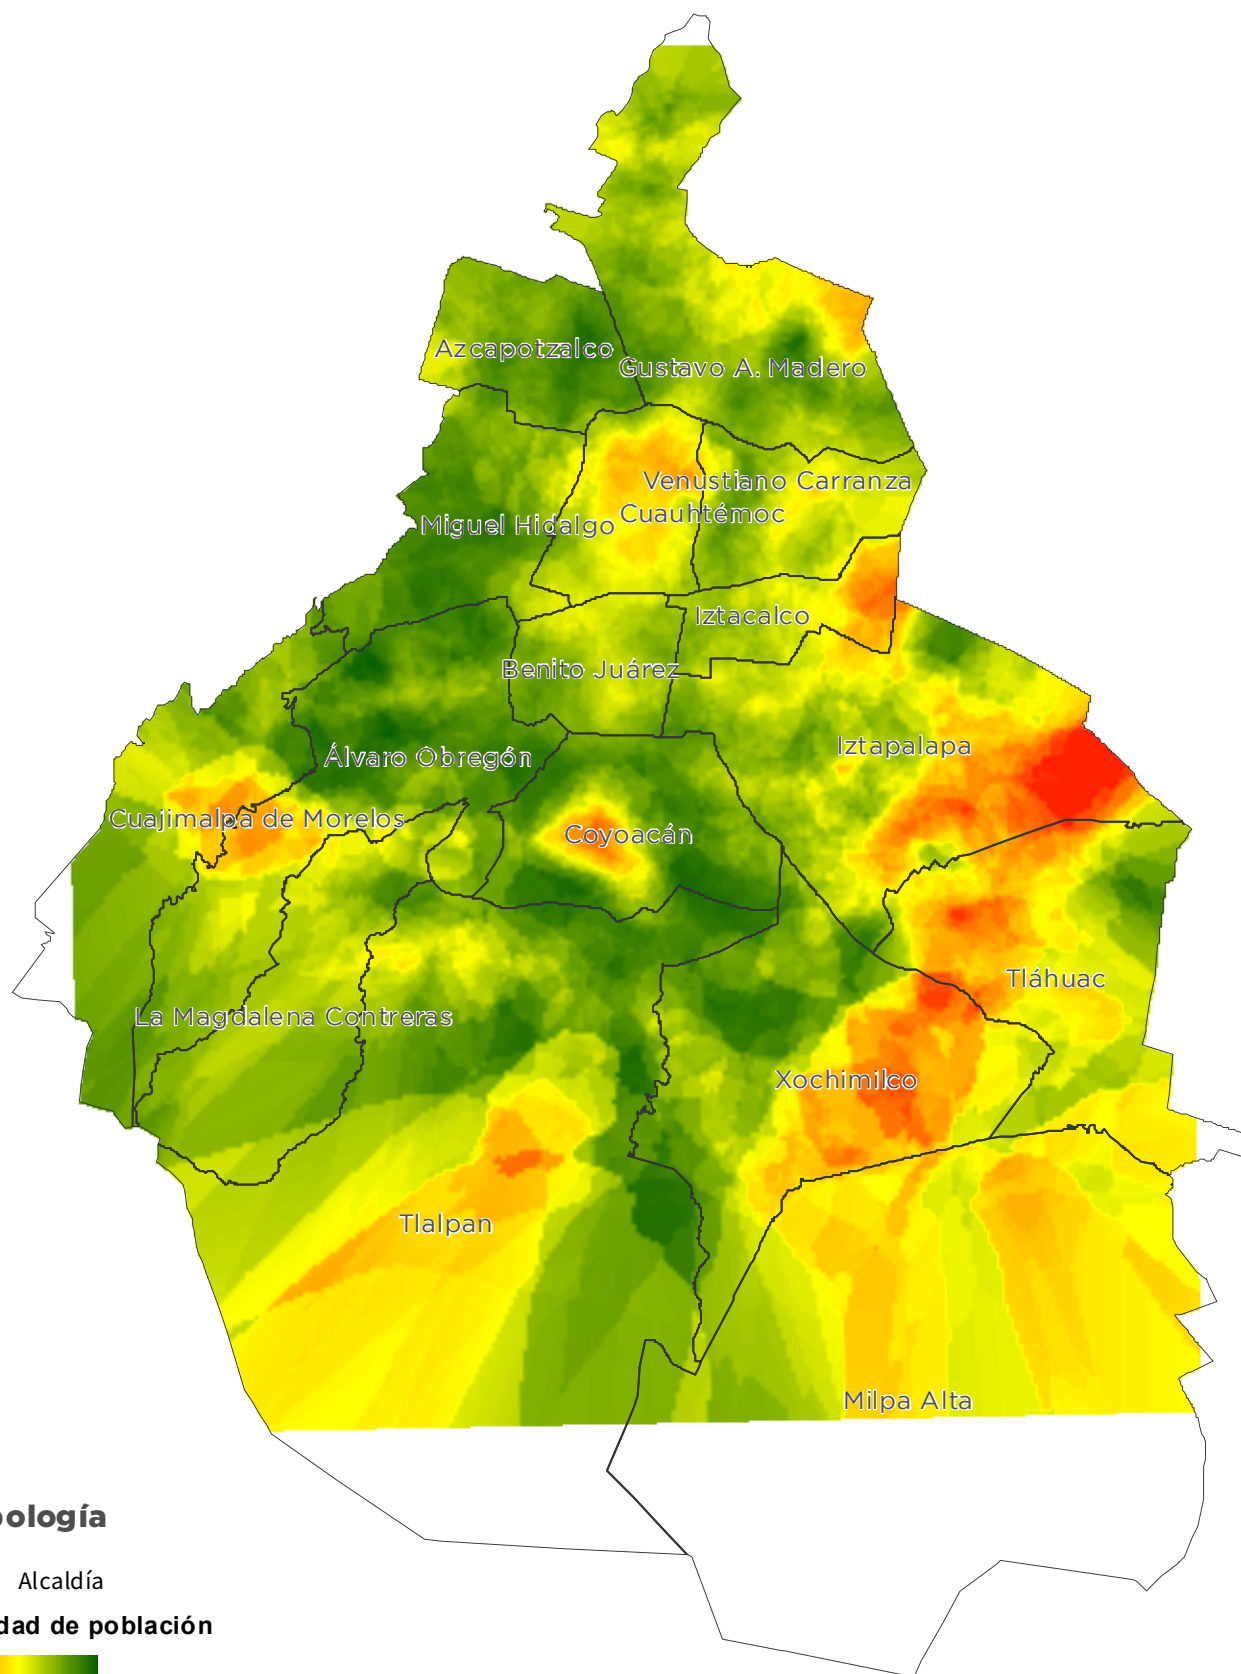 Azcapotzalco
Gustavo A. Madero
Venustiano Carranza
Cuauhtémoc
Miguel Hidalgo
Iztacalco
Benito Juárez
Iztapalapa
Álvaro Obregón
Cuajimalpa de Morelos
Coyoacán
Tláhuac
La Magdalena Contreras
Xochimilco
Tlalpan
Milpa Alta
ología
Alcaldía
dad de población